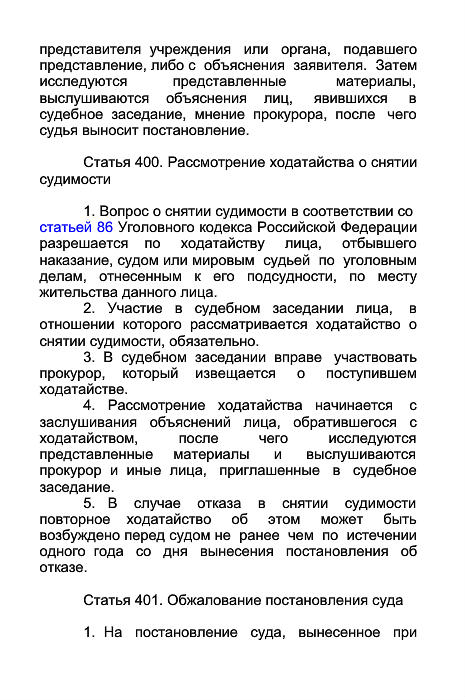 представителя учреждения или органа, подавшего
представление, либо с объяснения заявителя. Затем
исследуются представленные материалы,
выслушиваются объяснения лиц, явившихся в
судебное заседание, мнение прокурора, после чего
судья выносит постановление.
Статья 400. Рассмотрение ходатайства о снятии
судимости
1. Вопрос о снятии судимости в соответствии со
статьей 86 Уголовного кодекса Российской Федерации
разрешается по ходатайству лица, отбывшего
наказание, судом или мировым судьей по уголовным
делам, отнесенным к его подсудности, по месту
жительства данного лица.
2. Участие в судебном заседании лица, в
отношении которого рассматривается ходатайство о
снятии судимости, обязательно.
3. В судебном заседании вправе участвовать
прокурор, который извещается о поступившем
ходатайстве.
4. Рассмотрение ходатайства начинается с
заслушивания объяснений лица, обратившегося с
ходатайством, после чего исследуются
представленные материалы и выслушиваются
прокурор и иные лица, приглашенные в судебное
заседание.
5. В случае отказа в снятии судимости
повторное ходатайство об этом может быть
возбуждено перед судом не ранее чем по истечении
одного года со дня вынесения постановления об
отказе.
Статья 401. Обжалование постановления суда
1. На постановление суда, вынесенное при